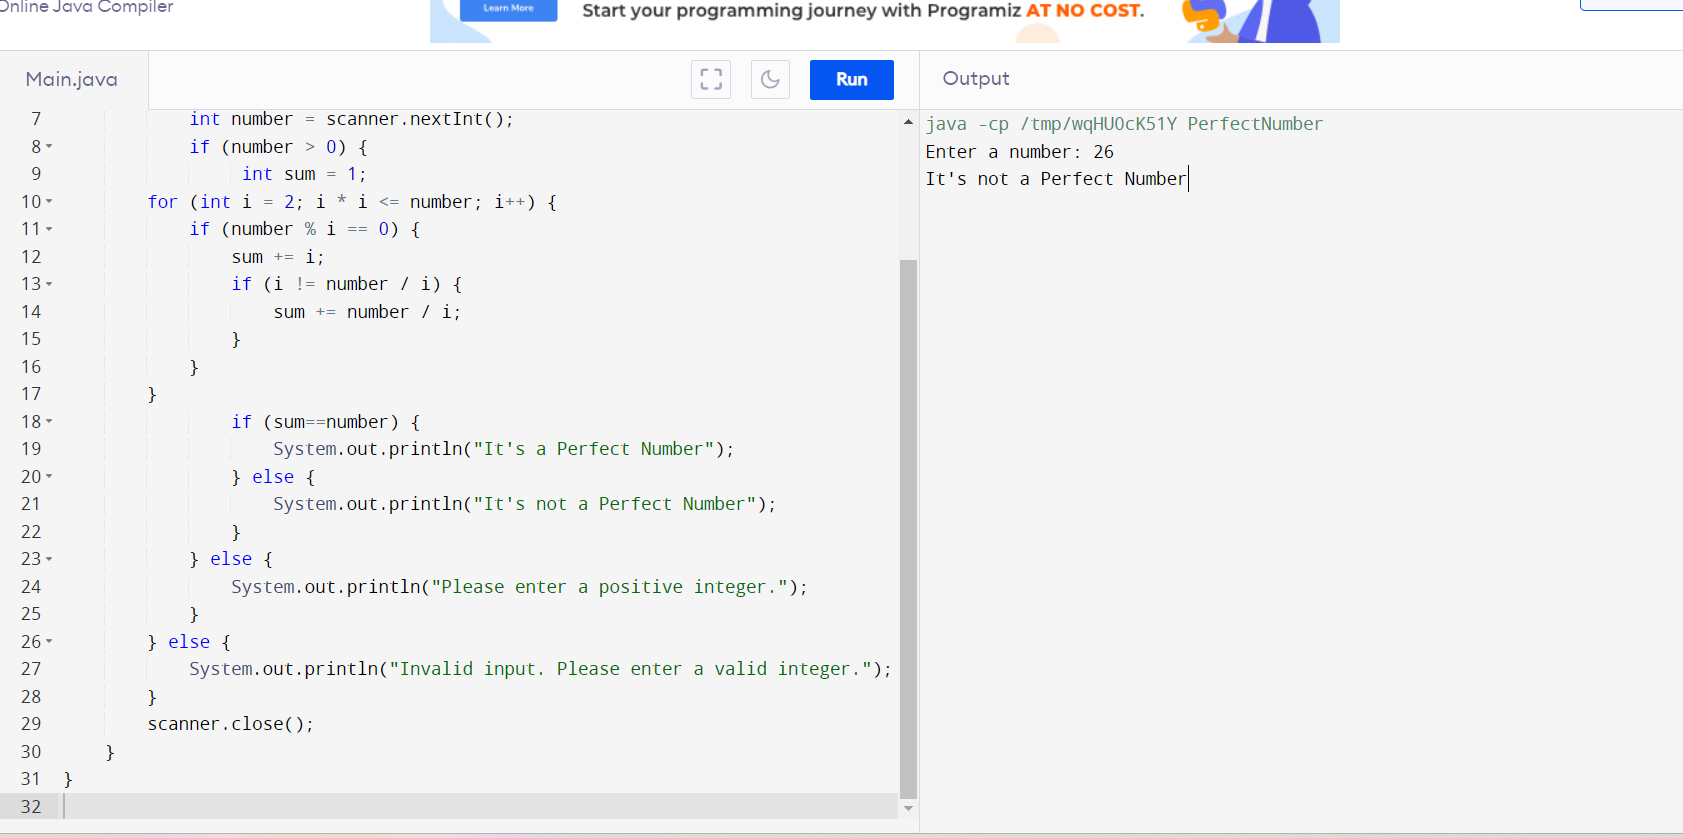 Online Java Compiler
Learn More
Start your programming journey with Programiz AT NO COST.
Main.java
Run
Output
7 int number = scanner.nextInt();
8 if (number > 0) {
9 int sum = 1;
10 for (int i = 2; i * i <= number; i++) {
11 if (number % i == 0) {
12 sum += i;
13 if (i != number / i) {
14 sum += number / i;
15 }
16 }
17 }
18 if (sum==number) {
19 System.out.println("It's a Perfect Number");
20 } else {
21 System.out.println("It's not a Perfect Number");
22 }
23 } else {
24 System.out.println("Please enter a positive integer.");
25 }
26 } else {
27 System.out.println("Invalid input. Please enter a valid integer.");
28 }
29 scanner.close();
30 }
31 }
32
java -cp /tmp/wqHUOcK51Y PerfectNumber
Enter a number: 26
It's not a Perfect Number